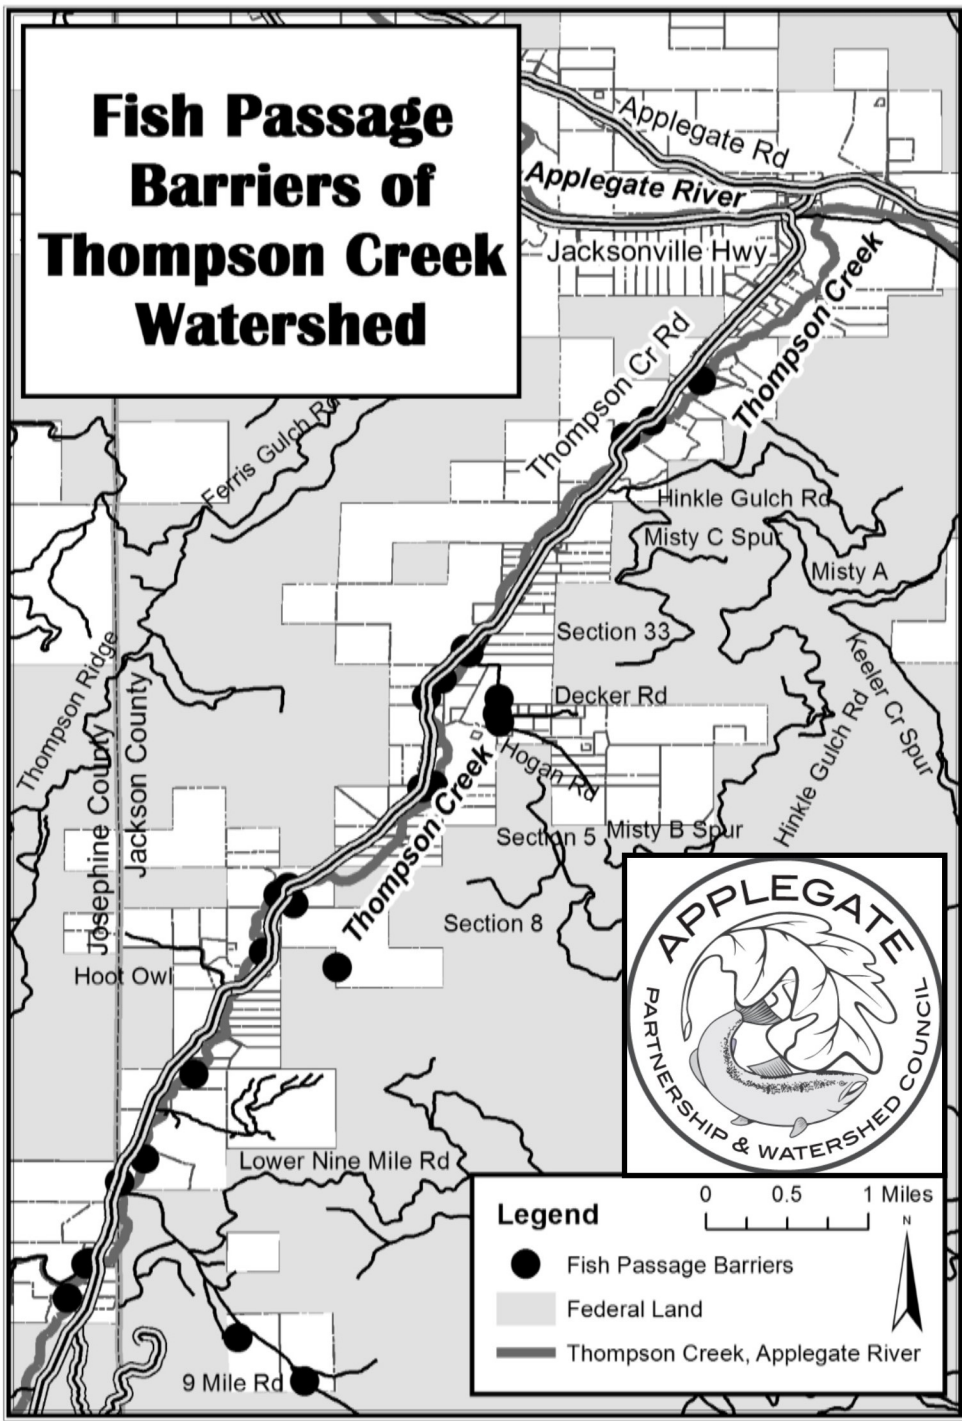 Fish Passage
Barriers of
Thompson Creek
Watershed
Applegate Rd
Applegate River
Jacksonville Hwy
Thompson Creek
Thompson Cr Rd
Ferris Gulch Rd
Hinkle Gulch Rd
Misty C Spur
Misty A
Section 33
Keeler Cr Spur
Thompson Ridge
Josephine County
Jackson County
Decker Rd
Hogan Rd
Hinkle Gulch Rd
Thompson Creek
Section 5
Misty B Spur
Section 8
Hoot Owl
APPLEGATE
PARTNERSHIP & WATERSHED COUNCIL
Lower Nine Mile Rd
9 Mile Rd
0 0.5 1 Miles
Legend
N
Fish Passage Barriers
Federal Land
Thompson Creek, Applegate River